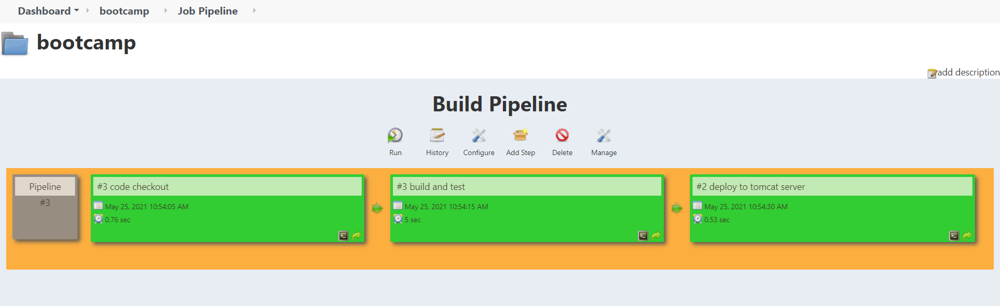 Dashboard bootcamp Job Pipeline
bootcamp
add description
Build Pipeline
Run History Configure Add Step Delete Manage
Pipeline
#3
#3 code checkout
May 25, 2021 10:54:05 AM
0.76 sec
#3 build and test
May 25, 2021 10:54:15 AM
5 sec
#2 deploy to tomcat server
May 25, 2021 10:54:30 AM
0.53 sec